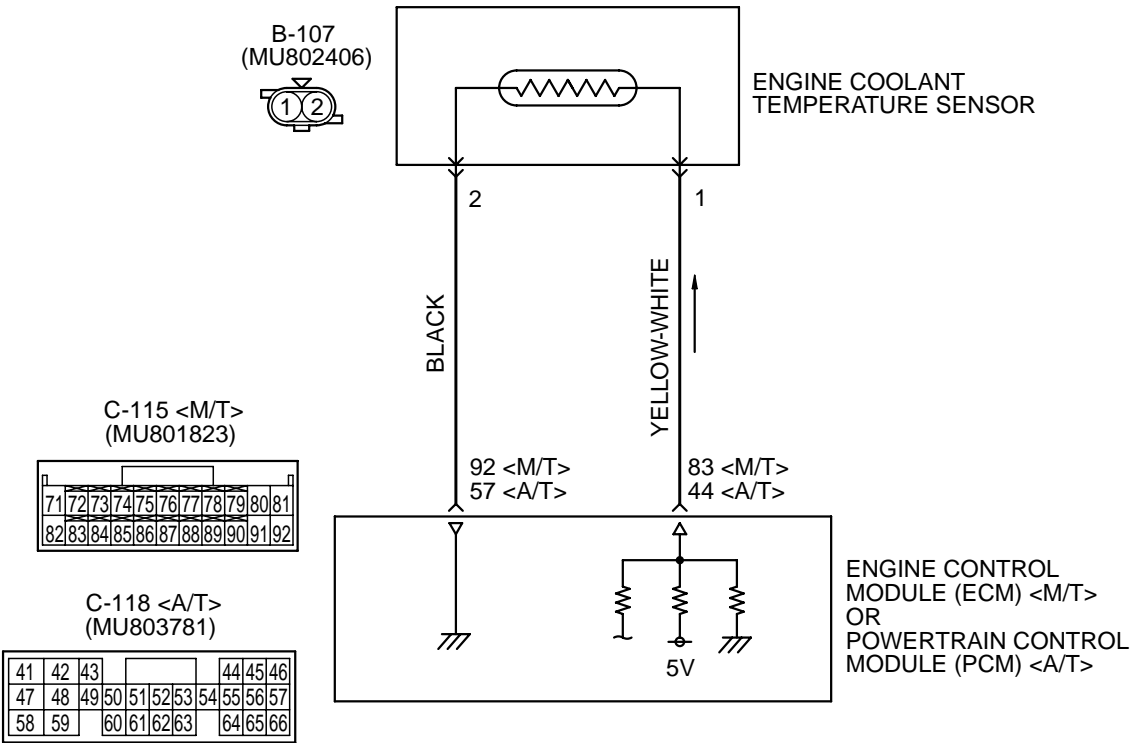 B-107
(MU802406)
1 2
ENGINE COOLANT
TEMPERATURE SENSOR
2
1
BLACK
YELLOW-WHITE
C-115 <M/T>
(MU801823)
71 72 73 74 75 76 77 78 79 80 81
82 83 84 85 86 87 88 89 90 91 92
92 <M/T>
57 <A/T>
83 <M/T>
44 <A/T>
5V
ENGINE CONTROL
MODULE (ECM) <M/T>
OR
POWERTRAIN CONTROL
MODULE (PCM) <A/T>
C-118 <A/T>
(MU803781)
41 42 43 44 45 46
47 48 49 50 51 52 53 54 55 56 57
58 59 60 61 62 63 64 65 66